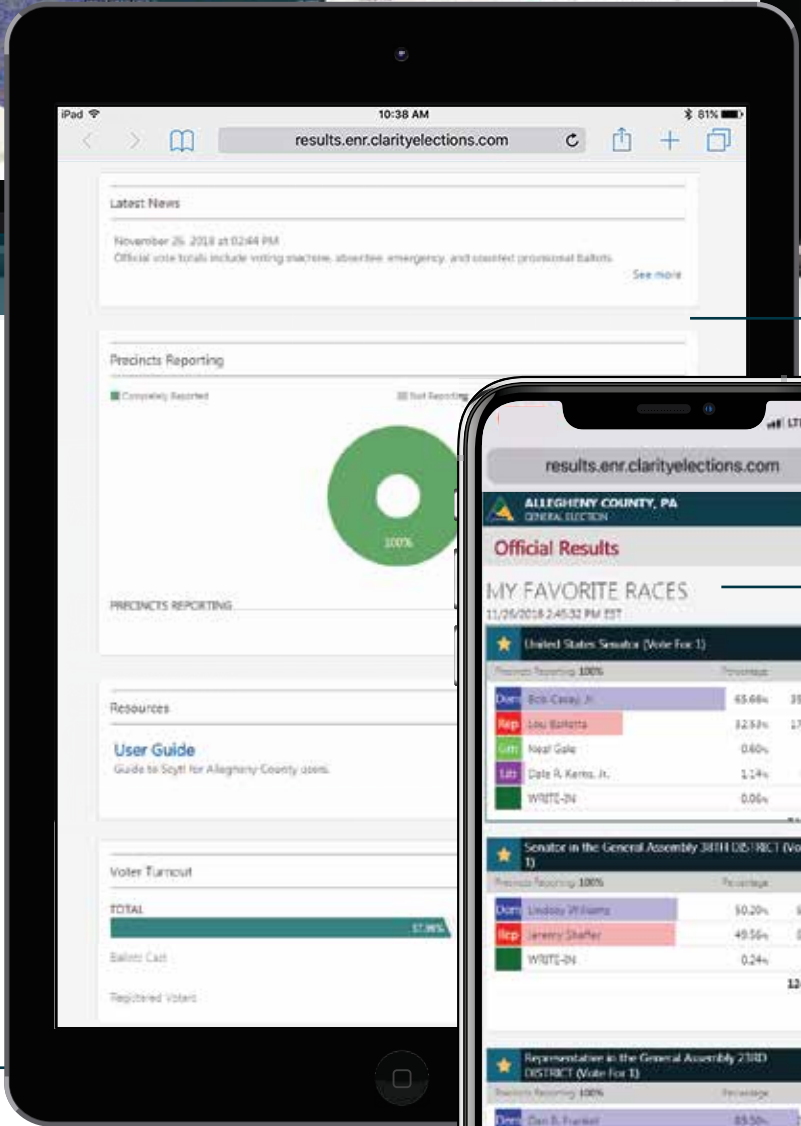 iPad 10:38 AM 81%
results.enr.clarityelections.com
Latest News
November 26, 2018 at 02:44 PM
Official vote totals include voting machine, absentee, emergency, and counted provisional ballots.
See more
Precincts Reporting
Completely Reported Not Reporting
100%
PRECINCTS REPORTING
Resources
User Guide
Guide to Scytl for Allegheny County users.
Voter Turnout
TOTAL
Ballots Cast
Registered Voters
LTE
results.enr.clarityelections.com
ALLEGHENY COUNTY, PA
GENERAL ELECTION
Official Results
MY FAVORITE RACES
11/26/2018 2:45:32 PM EST
United States Senator (Vote For 1)
Precincts Reporting 100% Percentage
Dem Bob Casey, Jr. 65.66%
Rep Lou Barletta 32.53%
Grn Neal Gale 0.60%
Lib Dale R. Kerns, Jr. 1.14%
WRITE-IN 0.06%
Senator in the General Assembly 38TH DISTRICT (Vo
1)
Precincts Reporting 100% Percentage
Dem Lindsey Williams 50.20%
Rep Jeremy Shaffer 49.56%
WRITE-IN 0.24%
Representative in the General Assembly 23RD
DISTRICT (Vote For 1)
Precincts Reporting 100% Percentage
Dem Dan B. Frankel